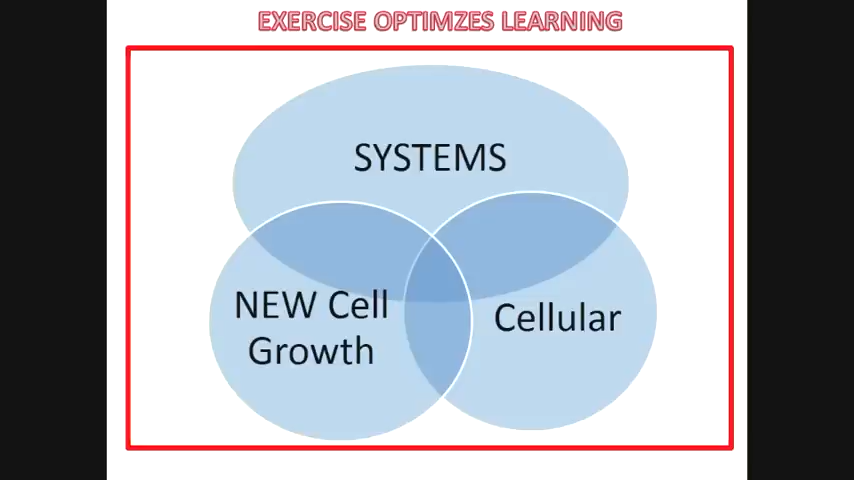 EXERCISE OPTIMZES LEARNING
SYSTEMS
NEW Cell
Growth
Cellular